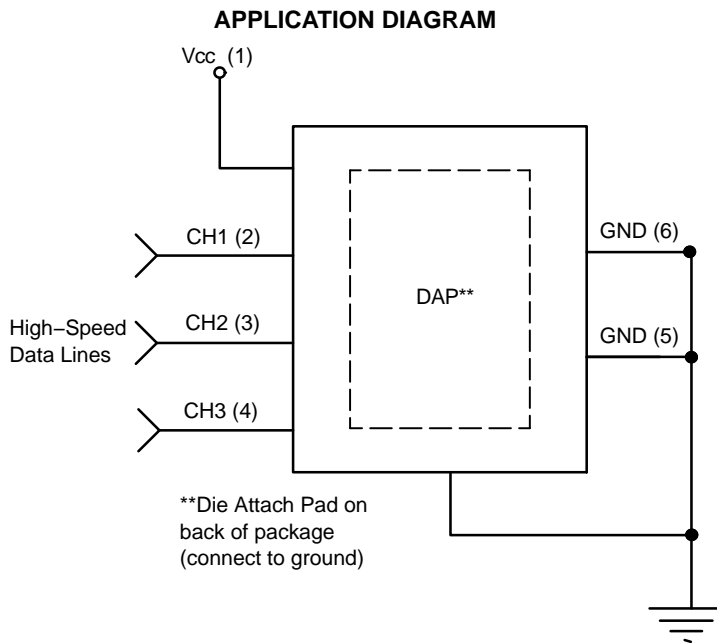 APPLICATION DIAGRAM
Vcc (1)
CH1 (2)
GND (6)
DAP**
High−Speed
Data Lines
CH2 (3)
GND (5)
CH3 (4)
**Die Attach Pad on
back of package
(connect to ground)